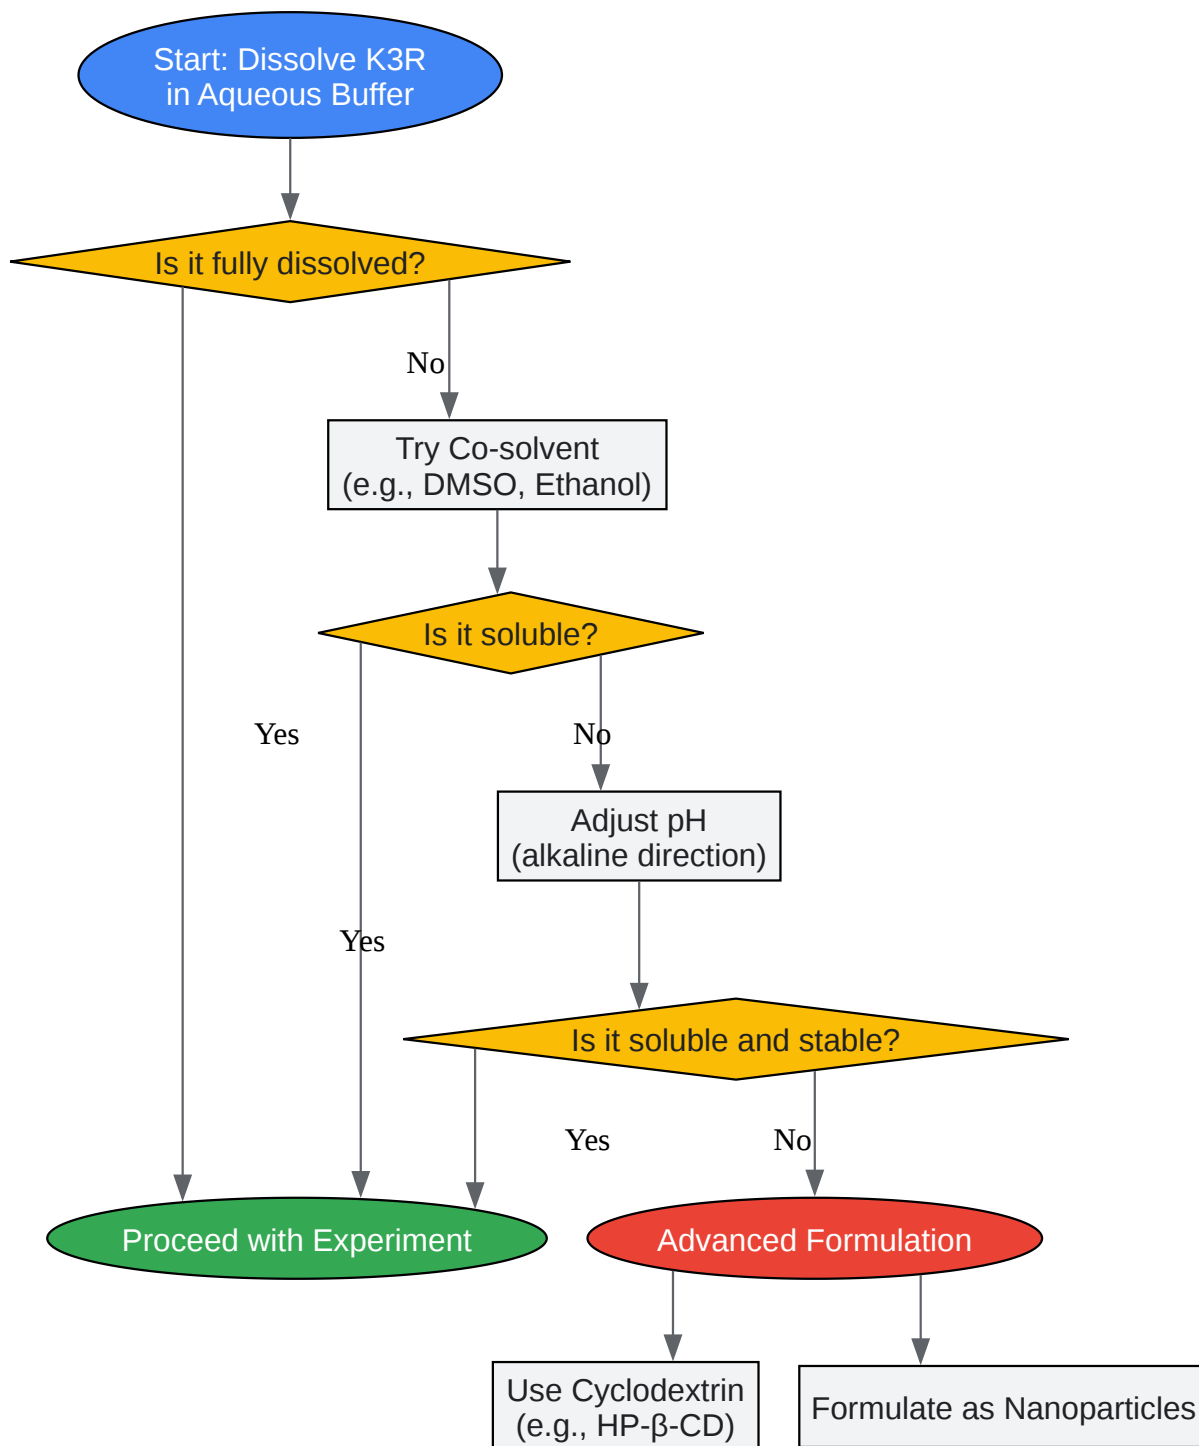 Start: Dissolve K3R
in Aqueous Buffer
Is it fully dissolved?
No
Try Co-solvent
(e.g., DMSO, Ethanol)
Is it soluble?
Yes
No
Adjust pH
(alkaline direction)
Yes
Is it soluble and stable?
Yes
No
Proceed with Experiment
Advanced Formulation
Use Cyclodextrin
(e.g., HP-β-CD)
Formulate as Nanoparticles